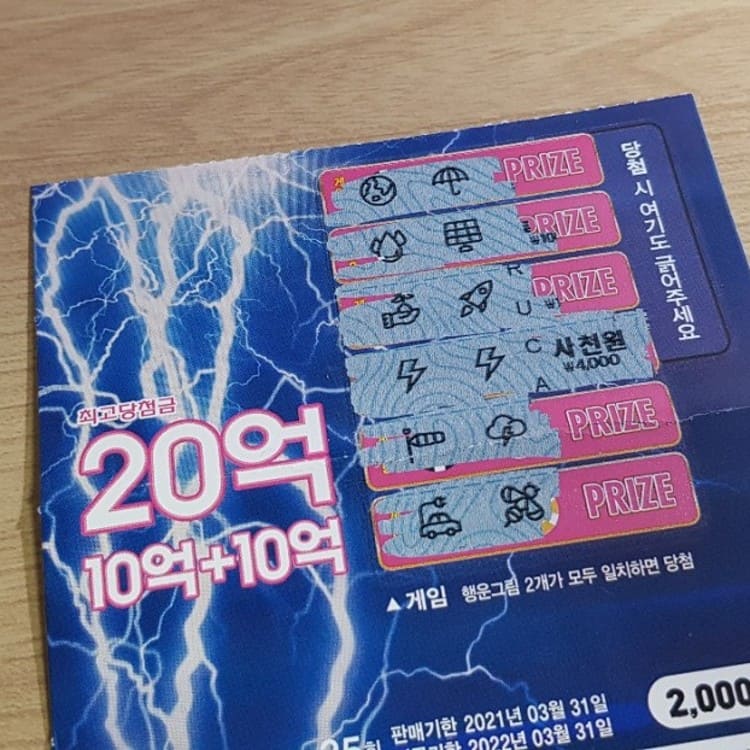 PRIZE
당첨 시 여기도 긁어주세요
PRIZE
PRIZE
R
U
C
A
사천원
₩4,000
PRIZE
PRIZE
최고당첨금
20억
10억+10억
▲게임 행운그림 2개가 모두 일치하면 당첨
2,000
판매기한 2021년 03월 31일
2022년 03월 31일